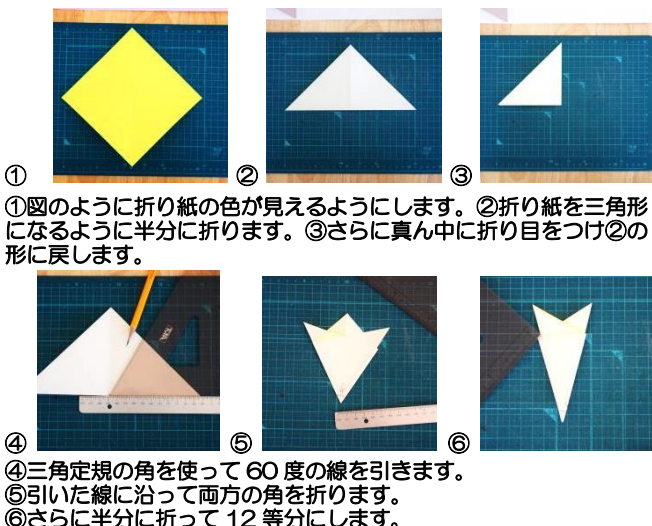 ① ② ③
①図のように折り紙の色が見えるようにします。②折り紙を三角形
になるように半分に折ります。③さらに真ん中に折り目をつけ②の
形に戻します。
④ ⑤ ⑥
④三角定規の角を使って 60 度の線を引きます。
⑤引いた線に沿って両方の角を折ります。
⑥さらに半分に折って 12 等分にします。